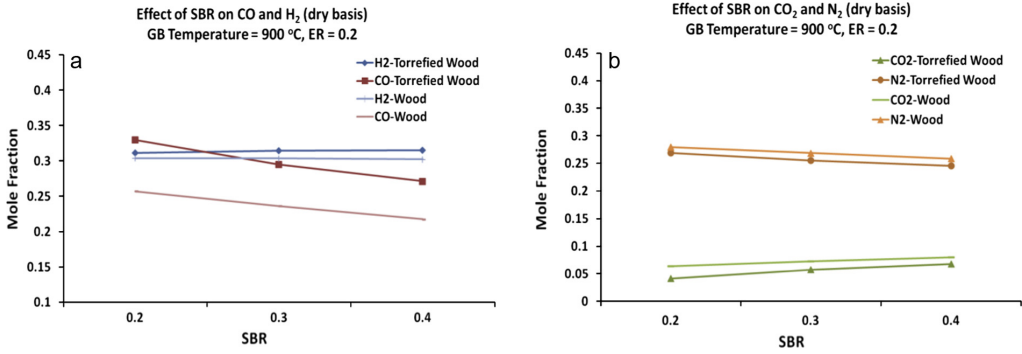 Effect of SBR on CO and H₂ (dry basis)
GB Temperature = 900 °C, ER = 0.2
a
H2-Torrefied Wood
CO-Torrefied Wood
H2-Wood
CO-Wood
Mole Fraction
0.45
0.4
0.35
0.3
0.25
0.2
0.15
0.1
0.2 0.3 0.4
SBR
Effect of SBR on CO₂ and N₂ (dry basis)
GB Temperature = 900 °C, ER = 0.2
b
CO2-Torrefied Wood
N2-Torrefied Wood
CO2-Wood
N2-Wood
Mole Fraction
0.45
0.4
0.35
0.3
0.25
0.2
0.15
0.1
0.05
0
0.2 0.3 0.4
SBR